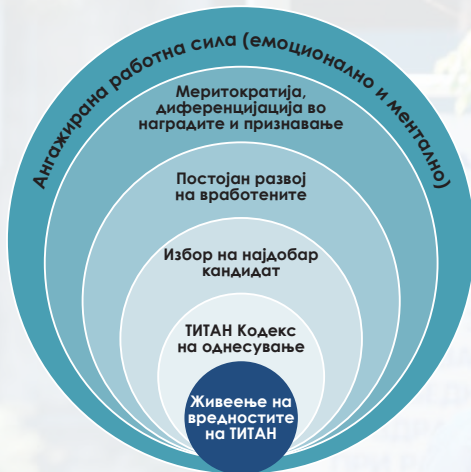 Ангажирана работна сила (емоционално и ментално)
Меритократија,
диференцијација во
наградите и признавање
Постојан развој
на вработените
Избор на најдобар
кандидат
ТИТАН Кодекс
на однесување
Живеење на
вредностите
на ТИТАН